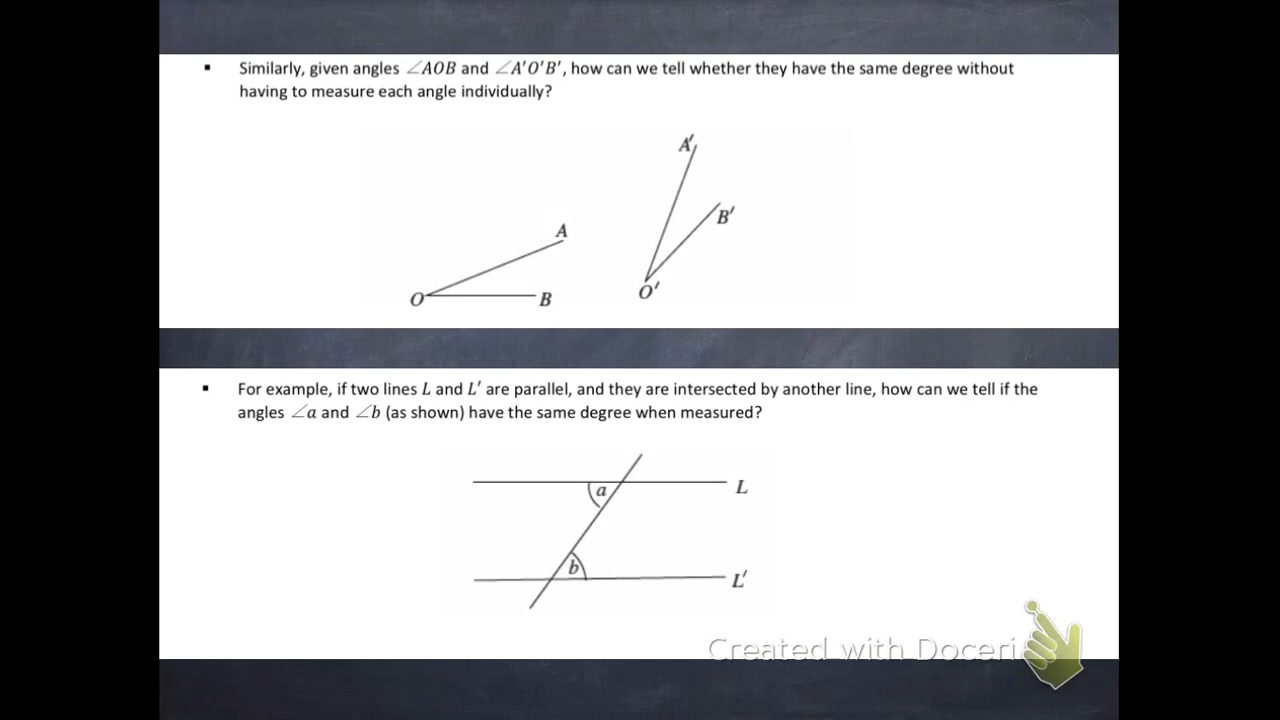 ▪ Similarly, given angles ∠AOB and ∠A′O′B′, how can we tell whether they have the same degree without
having to measure each angle individually?
A′
B′
A
O
B
O′
▪ For example, if two lines L and L′ are parallel, and they are intersected by another line, how can we tell if the
angles ∠a and ∠b (as shown) have the same degree when measured?
a
L
b
L′
Created with Doceri